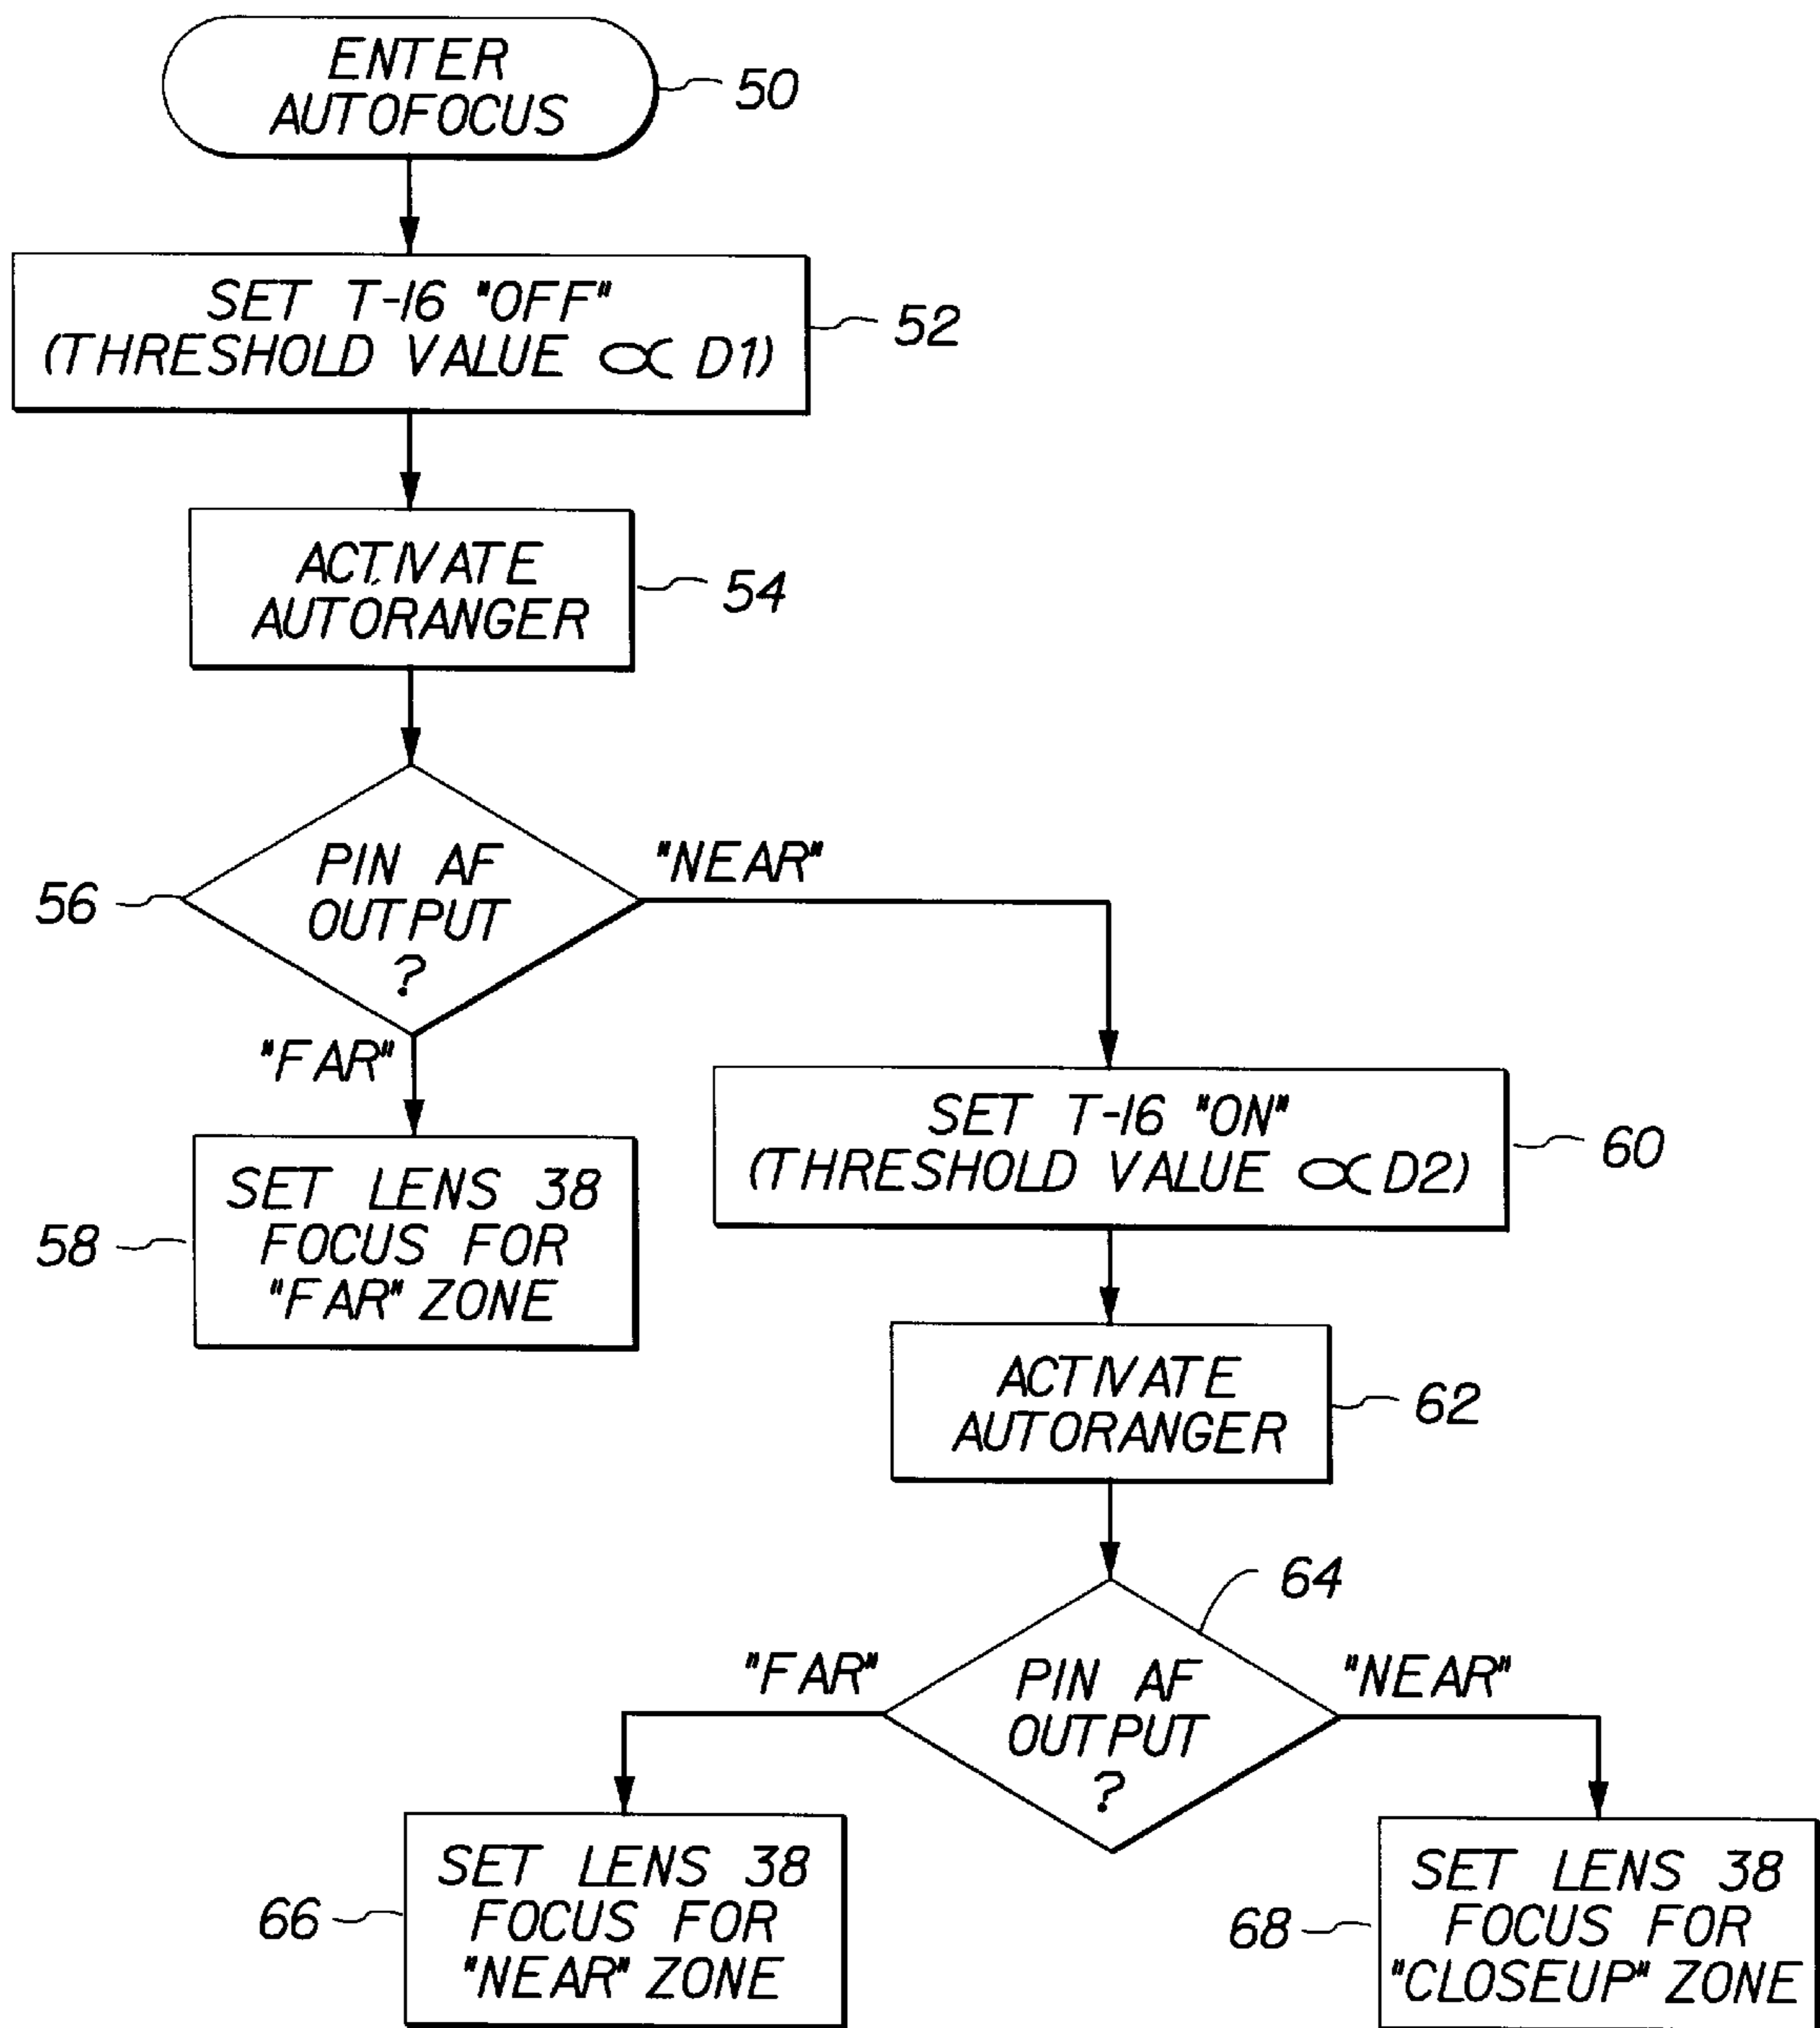 ENTER
AUTOFOCUS
50
SET T-16 "OFF"
(THRESHOLD VALUE ∝ D1)
52
ACTIVATE
AUTORANGER
54
PIN AF
OUTPUT
?
56
"NEAR"
"FAR"
SET LENS 38
FOCUS FOR
"FAR" ZONE
58
SET T-16 "ON"
(THRESHOLD VALUE ∝ D2)
60
ACTIVATE
AUTORANGER
62
64
PIN AF
OUTPUT
?
"FAR"
"NEAR"
SET LENS 38
FOCUS FOR
"NEAR" ZONE
66
SET LENS 38
FOCUS FOR
"CLOSEUP" ZONE
68